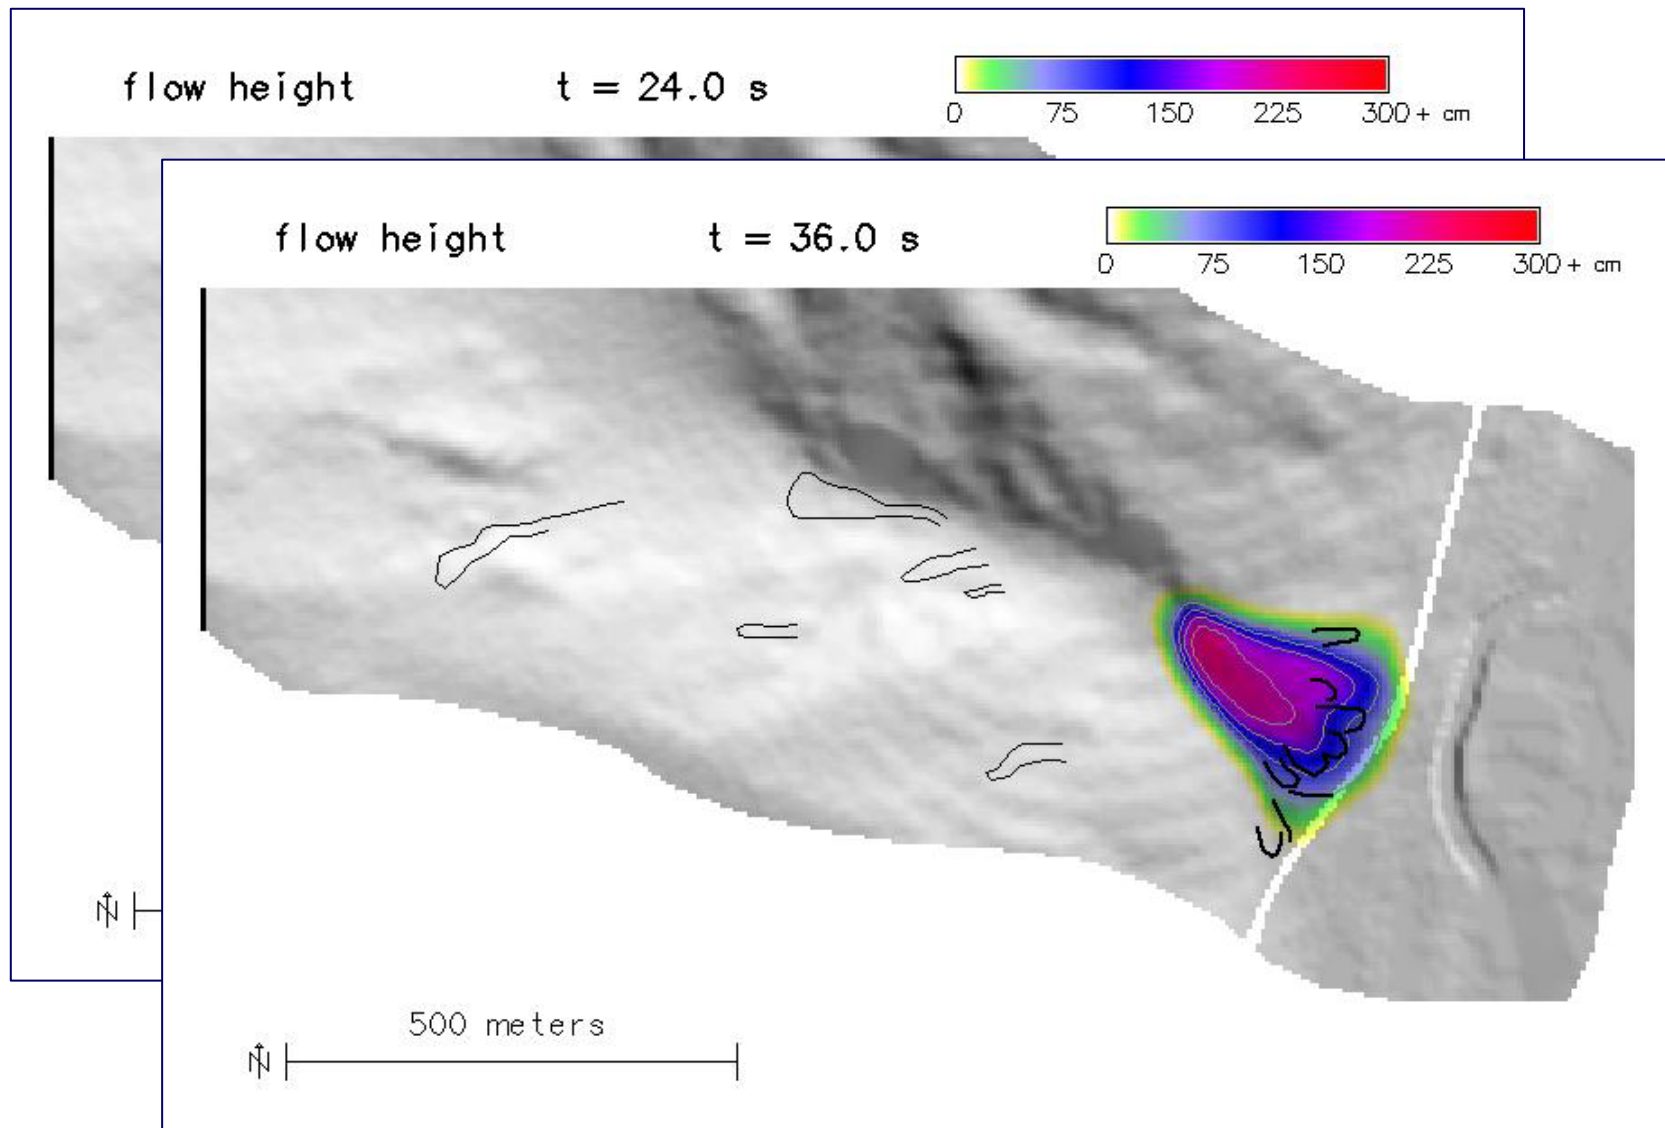 flow height t = 24.0 s
0 75 150 225 300 + cm
flow height t = 36.0 s
0 75 150 225 300 + cm
N
500 meters
N